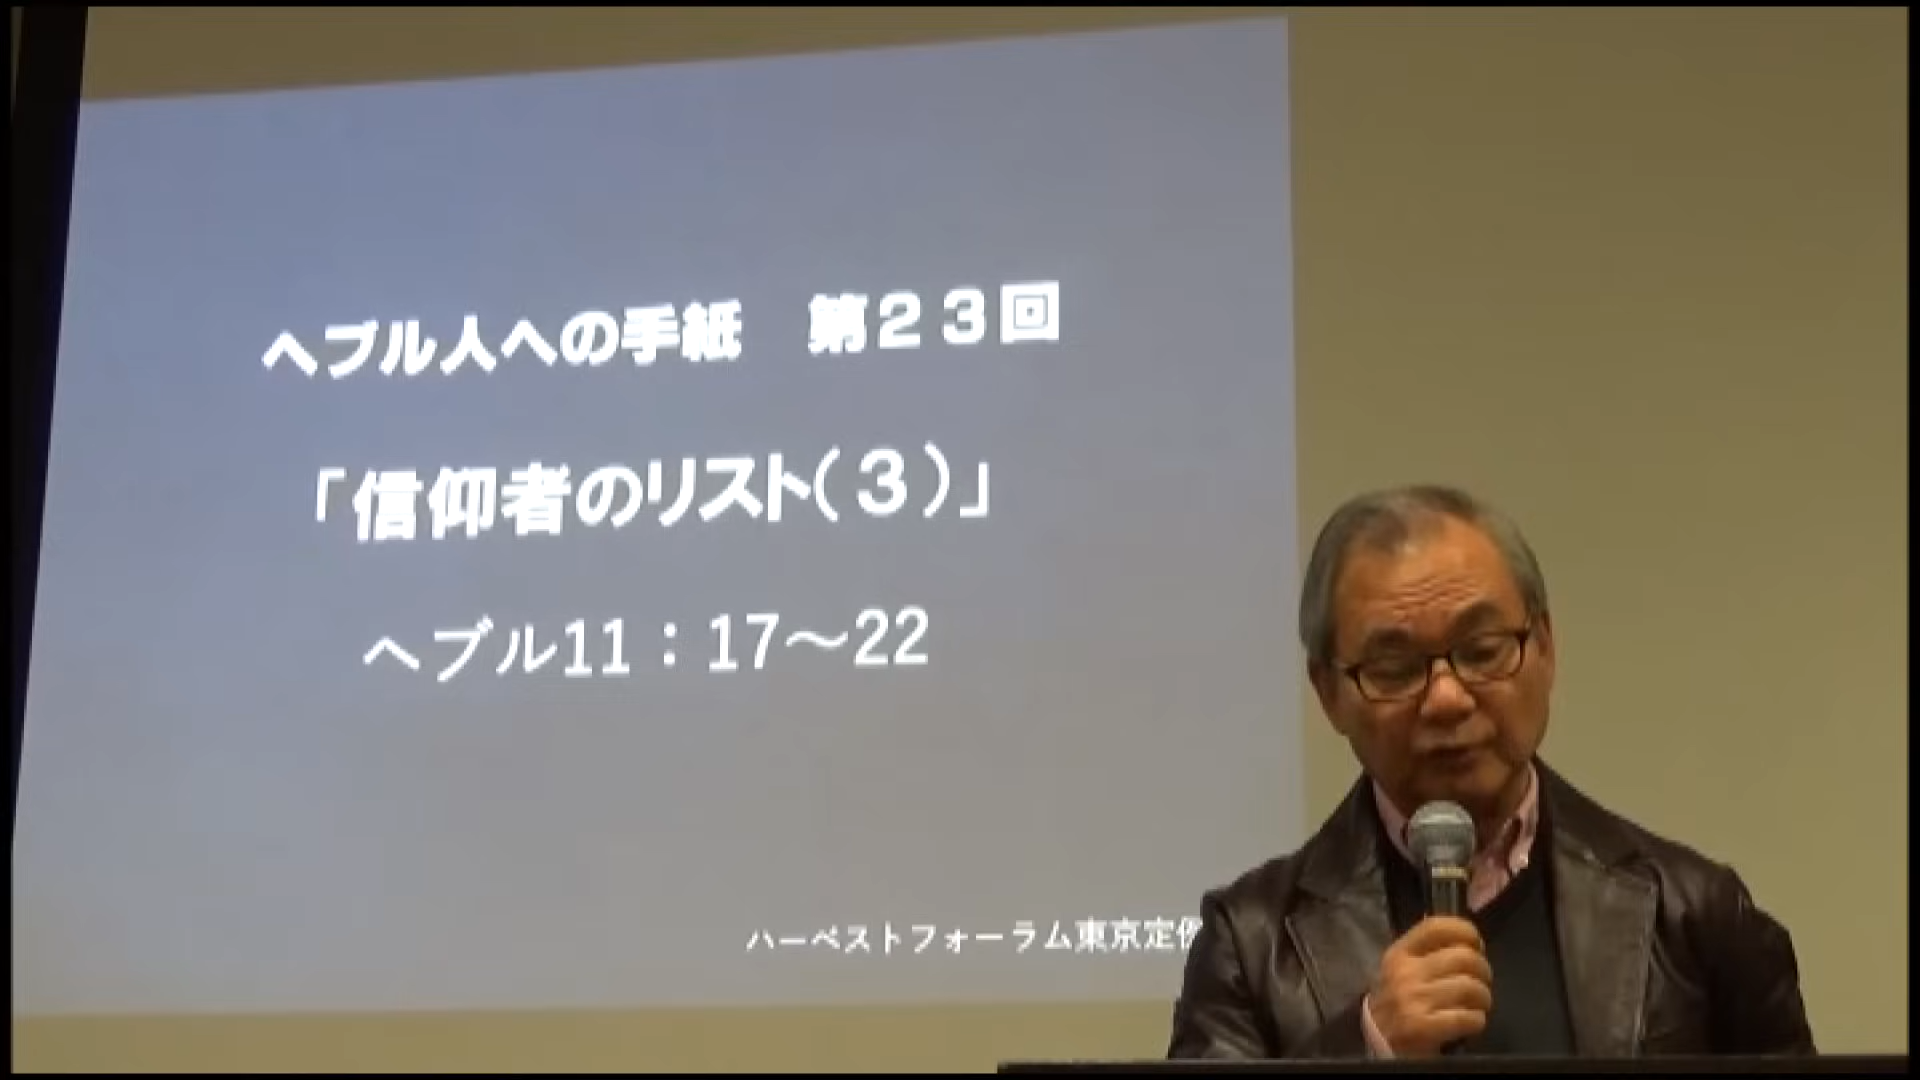 ヘブル人への手紙　第２３回
「信仰者のリスト（３）」
ヘブル11：17～22
ハーベストフォーラム東京定例